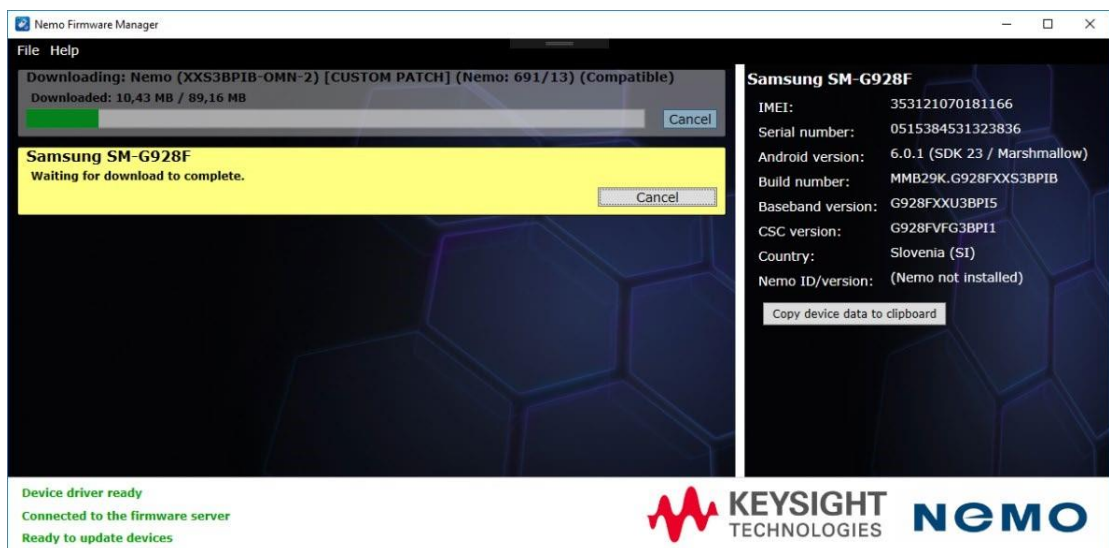 Nemo Firmware Manager
File Help
Downloading: Nemo (XXS3BPIB-OMN-2) [CUSTOM PATCH] (Nemo: 691/13) (Compatible)
Downloaded: 10,43 MB / 89,16 MB
Cancel
Samsung SM-G928F
Waiting for download to complete.
Cancel
Samsung SM-G928F
IMEI: 353121070181166
Serial number: 0515384531323836
Android version: 6.0.1 (SDK 23 / Marshmallow)
Build number: MMB29K.G928FXXS3BPIB
Baseband version: G928FXXU3BPI5
CSC version: G928FVFG3BPI1
Country: Slovenia (SI)
Nemo ID/version: (Nemo not installed)
Copy device data to clipboard
Device driver ready
Connected to the firmware server
Ready to update devices
KEYSIGHT
TECHNOLOGIES
NEMO